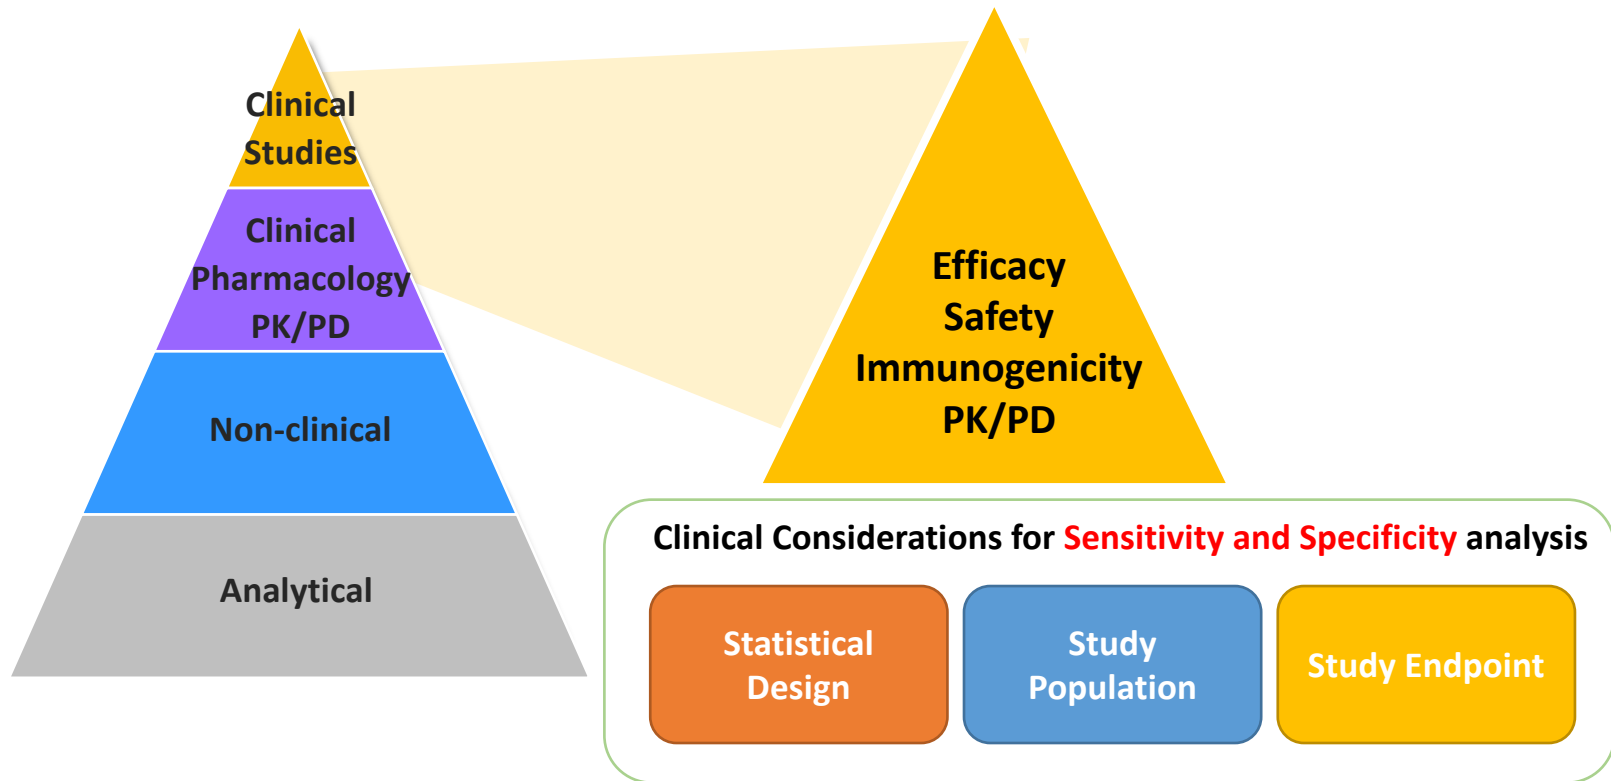 Clinical
Studies
Clinical
Pharmacology
PK/PD
Non-clinical
Analytical
Efficacy
Safety
Immunogenicity
PK/PD
Clinical Considerations for Sensitivity and Specificity analysis
Statistical
Design
Study
Population
Study Endpoint